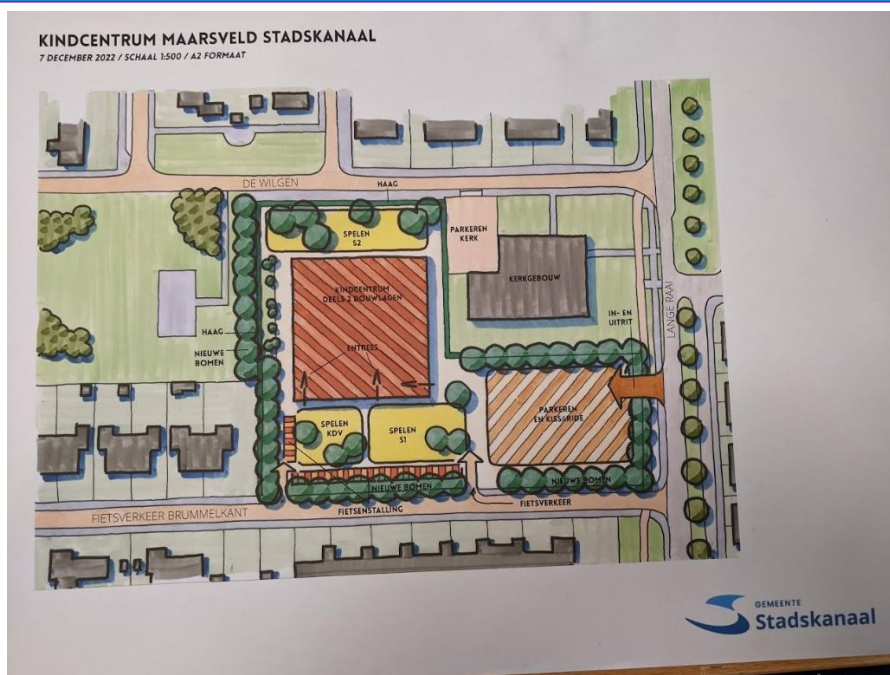 KINDCENTRUM MAARSVELD STADSKANAAL
7 DECEMBER 2022 / SCHAAL 1:500 / A2 FORMAAT
DE WILGEN
HAAG
SPELEN
S2
PARKEREN
KERK
KERKGEBOUW
KINDCENTRUM
DEELS 2 BOUWLAGEN
IN- EN
UITRIT
LANGE RAAI
HAAG
NIEUWE
BOMEN
ENTREES
PARKEREN
EN KISS&RIDE
SPELEN
KDV
SPELEN
S1
NIEUWE BOMEN
NIEUWE BOMEN
FIETSVERKEER BRUMMELKANT
FIETSENSTALLING
FIETSVERKEER
GEMEENTE
Stadskanaal